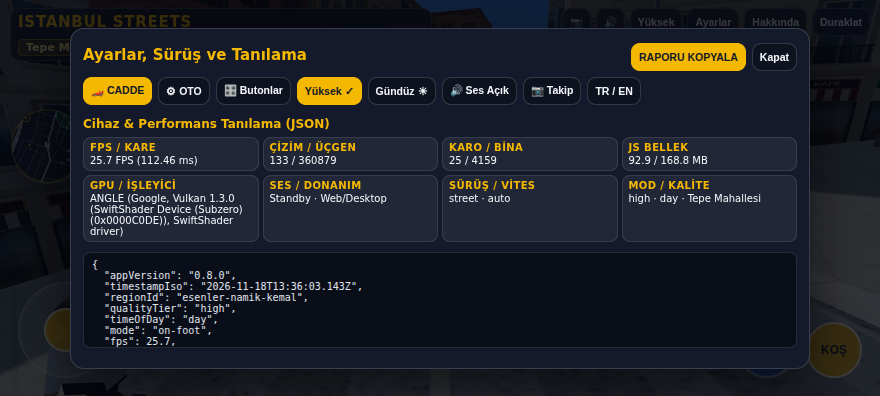 ISTANBUL STREETS
Tepe M
Yüksek
Ayarlar
Hakkında
Duraklat
Ayarlar, Sürüş ve Tanılama
RAPORU KOPYALA
Kapat
🏎️ CADDE
⚙ OTO
🎛️ Butonlar
Yüksek ✓
Gündüz ☀
🔊 Ses Açık
📷 Takip
TR / EN
Cihaz & Performans Tanılama (JSON)
FPS / KARE
25.7 FPS (112.46 ms)
ÇİZİM / ÜÇGEN
133 / 360879
KARO / BİNA
25 / 4159
JS BELLEK
92.9 / 168.8 MB
GPU / İŞLEYİCİ
ANGLE (Google, Vulkan 1.3.0
(SwiftShader Device (Subzero)
(0x0000C0DE)), SwiftShader
driver)
SES / DONANIM
Standby · Web/Desktop
SÜRÜŞ / VİTES
street · auto
MOD / KALİTE
high · day · Tepe Mahallesi
{
"appVersion": "0.8.0",
"timestampIso": "2026-11-18T13:36:03.143Z",
"regionId": "esenler-namik-kemal",
"qualityTier": "high",
"timeOfDay": "day",
"mode": "on-foot",
"fps": 25.7,
KOŞ